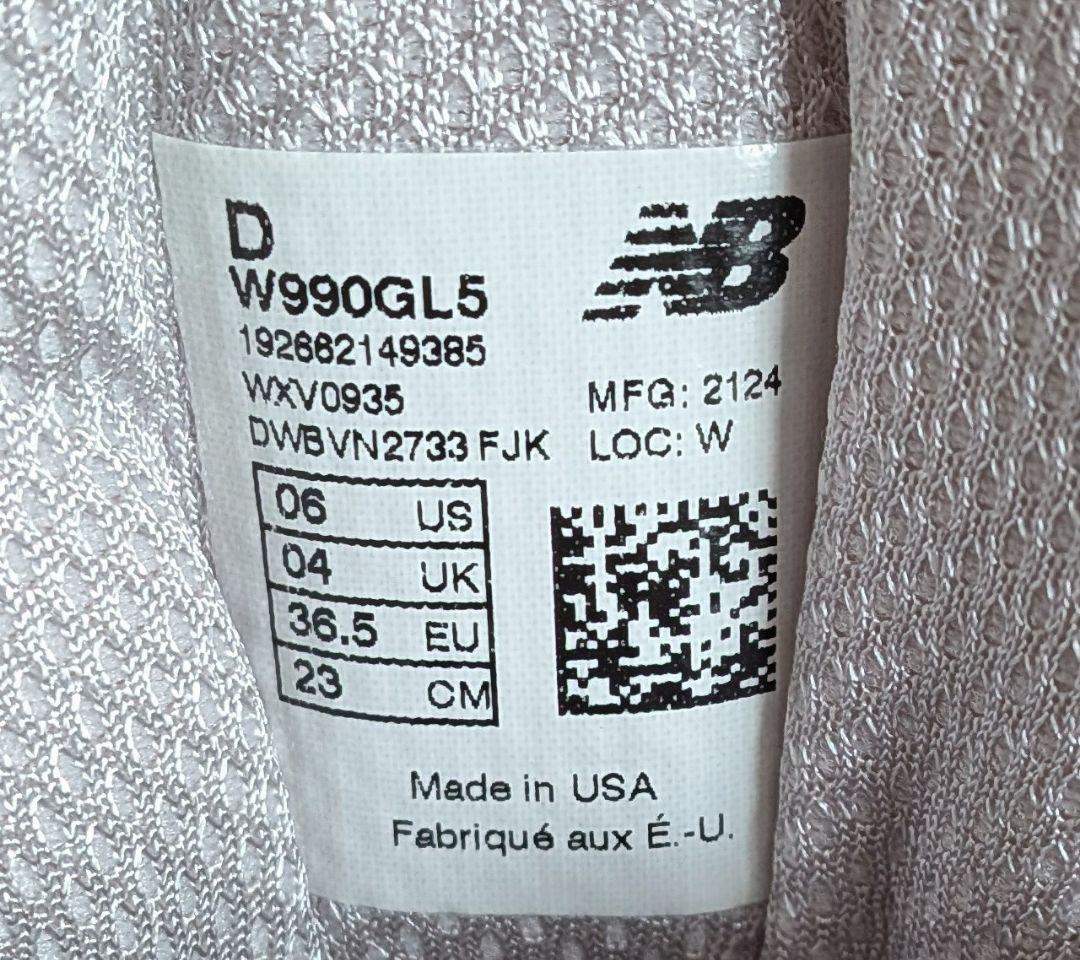 D
W990GL5
192662149385
WXV0935
DWBVN2733 FJK
NB
MFG: 2124
LOC: W
06 US
04 UK
36.5 EU
23 CM
Made in USA
Fabriqué aux É.-U.